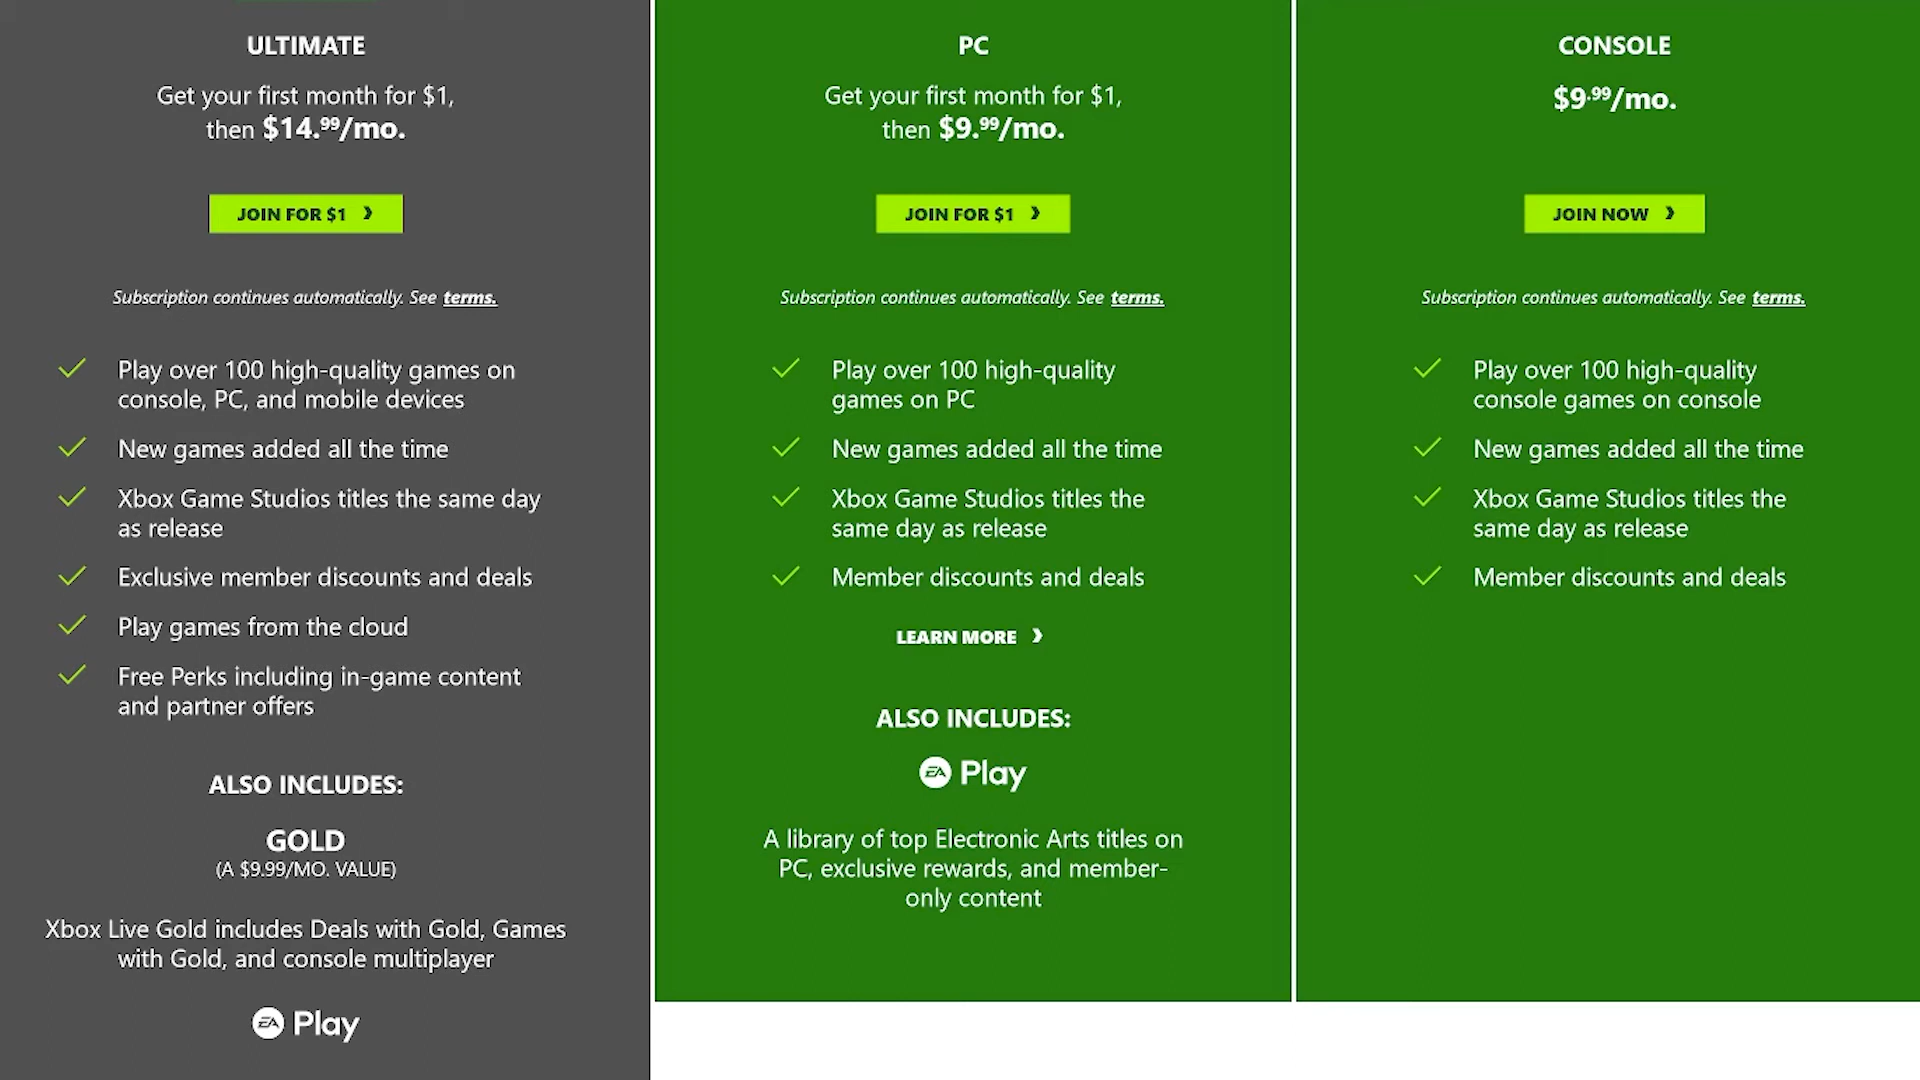 ULTIMATE
Get your first month for $1,
then $14.99/mo.
JOIN FOR $1
Subscription continues automatically. See terms.
Play over 100 high-quality games on
console, PC, and mobile devices
New games added all the time
Xbox Game Studios titles the same day
as release
Exclusive member discounts and deals
Play games from the cloud
Free Perks including in-game content
and partner offers
ALSO INCLUDES:
GOLD
(A $9.99/MO. VALUE)
Xbox Live Gold includes Deals with Gold, Games
with Gold, and console multiplayer
EA Play
PC
Get your first month for $1,
then $9.99/mo.
JOIN FOR $1
Subscription continues automatically. See terms.
Play over 100 high-quality
games on PC
New games added all the time
Xbox Game Studios titles the
same day as release
Member discounts and deals
LEARN MORE
ALSO INCLUDES:
EA Play
A library of top Electronic Arts titles on
PC, exclusive rewards, and member-
only content
CONSOLE
$9.99/mo.
JOIN NOW
Subscription continues automatically. See terms.
Play over 100 high-quality
console games on console
New games added all the time
Xbox Game Studios titles the
same day as release
Member discounts and deals